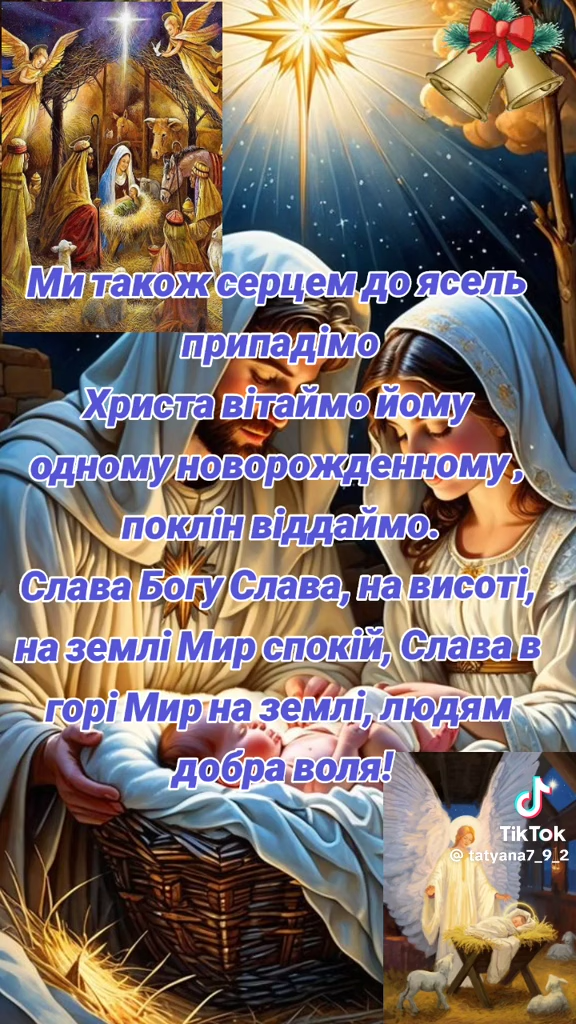 Ми також серцем до ясель
припадімо
Христа вітаймо йому
одному новорожденному,
поклін віддаймо.
Слава Богу Слава, на висоті,
на землі Мир спокій, Слава в
горі Мир на землі, людям
добра воля!
TikTok
@ tatyana7_9_2